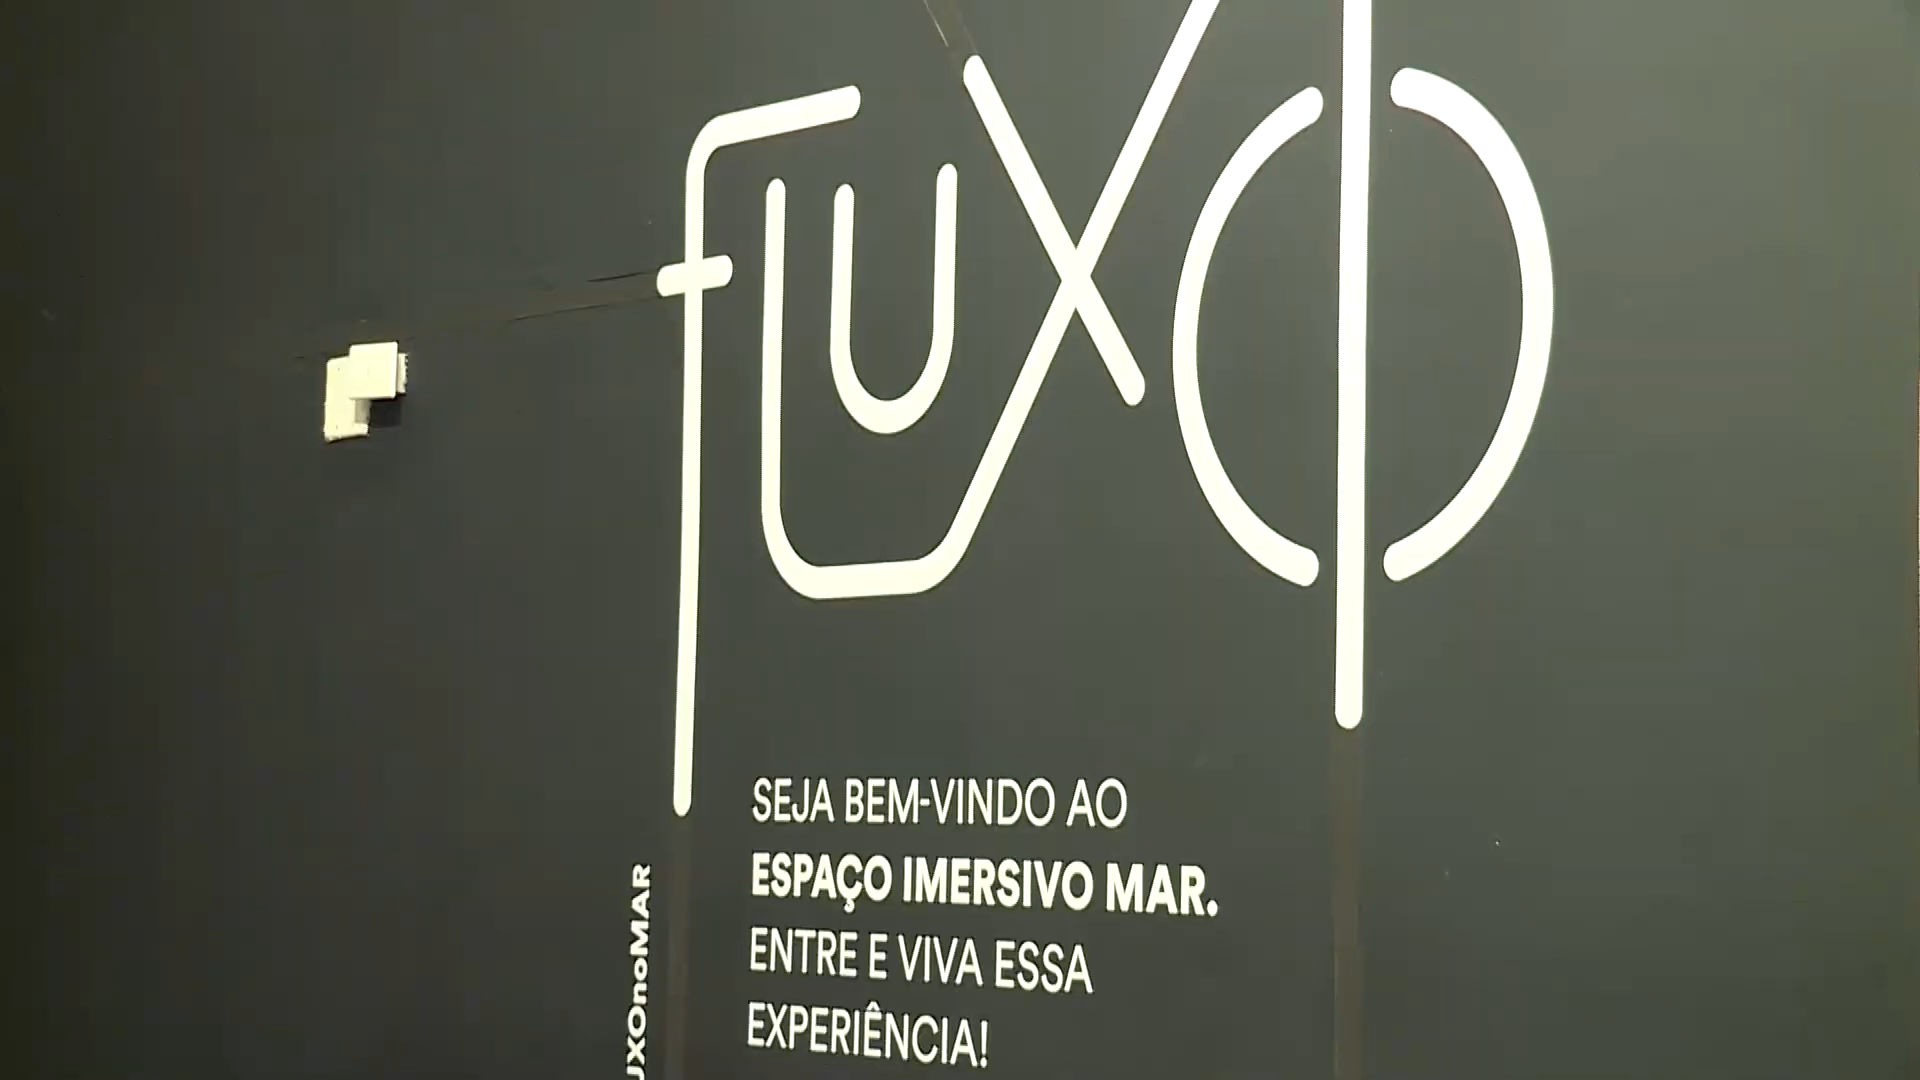 fluxo
SEJA BEM-VINDO AO
ESPAÇO IMERSIVO MAR.
ENTRE E VIVA ESSA
EXPERIÊNCIA!
UXOnoMAR